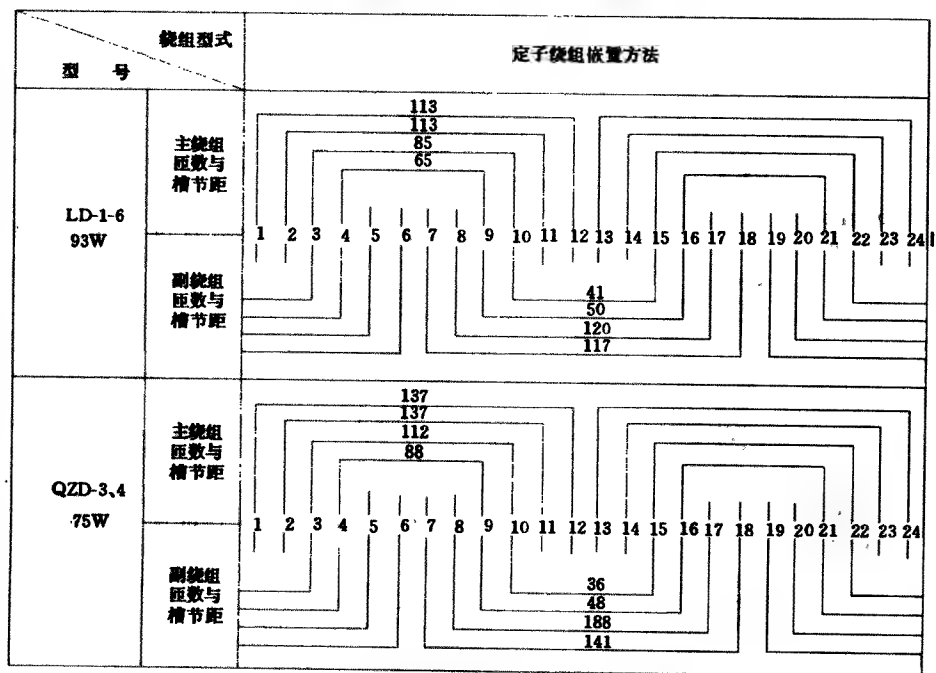 绕组型式
型 号
定子绕组嵌置方法
113
113
85
65
主绕组
匝数与
槽节距
LD-1-6
93W
1 2 3 4 5 6 7 8 9 10 11 12 13 14 15 16 17 18 19 20 21 22 23 24
副绕组
匝数与
槽节距
41
50
120
117
137
137
112
88
主绕组
匝数与
槽节距
QZD-3、4
75W
1 2 3 4 5 6 7 8 9 10 11 12 13 14 15 16 17 18 19 20 21 22 23 24
副绕组
匝数与
槽节距
36
48
188
141